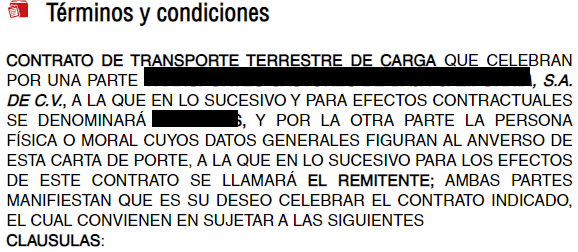 Términos y condiciones
CONTRATO DE TRANSPORTE TERRESTRE DE CARGA QUE CELEBRAN
POR UNA PARTE , S.A.
DE C.V., A LA QUE EN LO SUCESIVO Y PARA EFECTOS CONTRACTUALES
SE DENOMINARÁ S, Y POR LA OTRA PARTE LA PERSONA
FÍSICA O MORAL CUYOS DATOS GENERALES FIGURAN AL ANVERSO DE
ESTA CARTA DE PORTE, A LA QUE EN LO SUCESIVO PARA LOS EFECTOS
DE ESTE CONTRATO SE LLAMARÁ EL REMITENTE; AMBAS PARTES
MANIFIESTAN QUE ES SU DESEO CELEBRAR EL CONTRATO INDICADO,
EL CUAL CONVIENEN EN SUJETAR A LAS SIGUIENTES
CLAUSULAS: